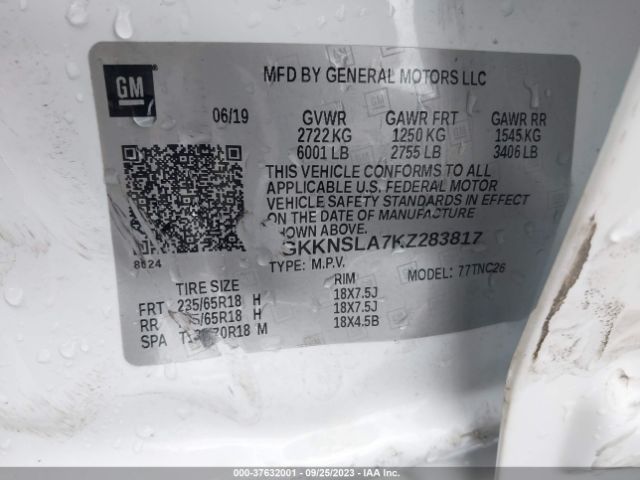 GM
MFD BY GENERAL MOTORS LLC
06/19 GVWR GAWR FRT GAWR RR
2722 KG 1250 KG 1545 KG
6001 LB 2755 LB 3406 LB
THIS VEHICLE CONFORMS TO ALL
APPLICABLE U.S. FEDERAL MOTOR
VEHICLE SAFETY STANDARDS IN EFFECT
ON THE DATE OF MANUFACTURE
SHOWN ABOVE.
GKKNSLA7KZ283817
8624
TYPE: M.P.V. MODEL: 77TNC26
TIRE SIZE RIM
FRT 235/65R18 H 18X7.5J
RR /65R18 H 18X7.5J
SPA 70R18 M 18X4.5B
000-37632001 - 09/25/2023 - IAA Inc.